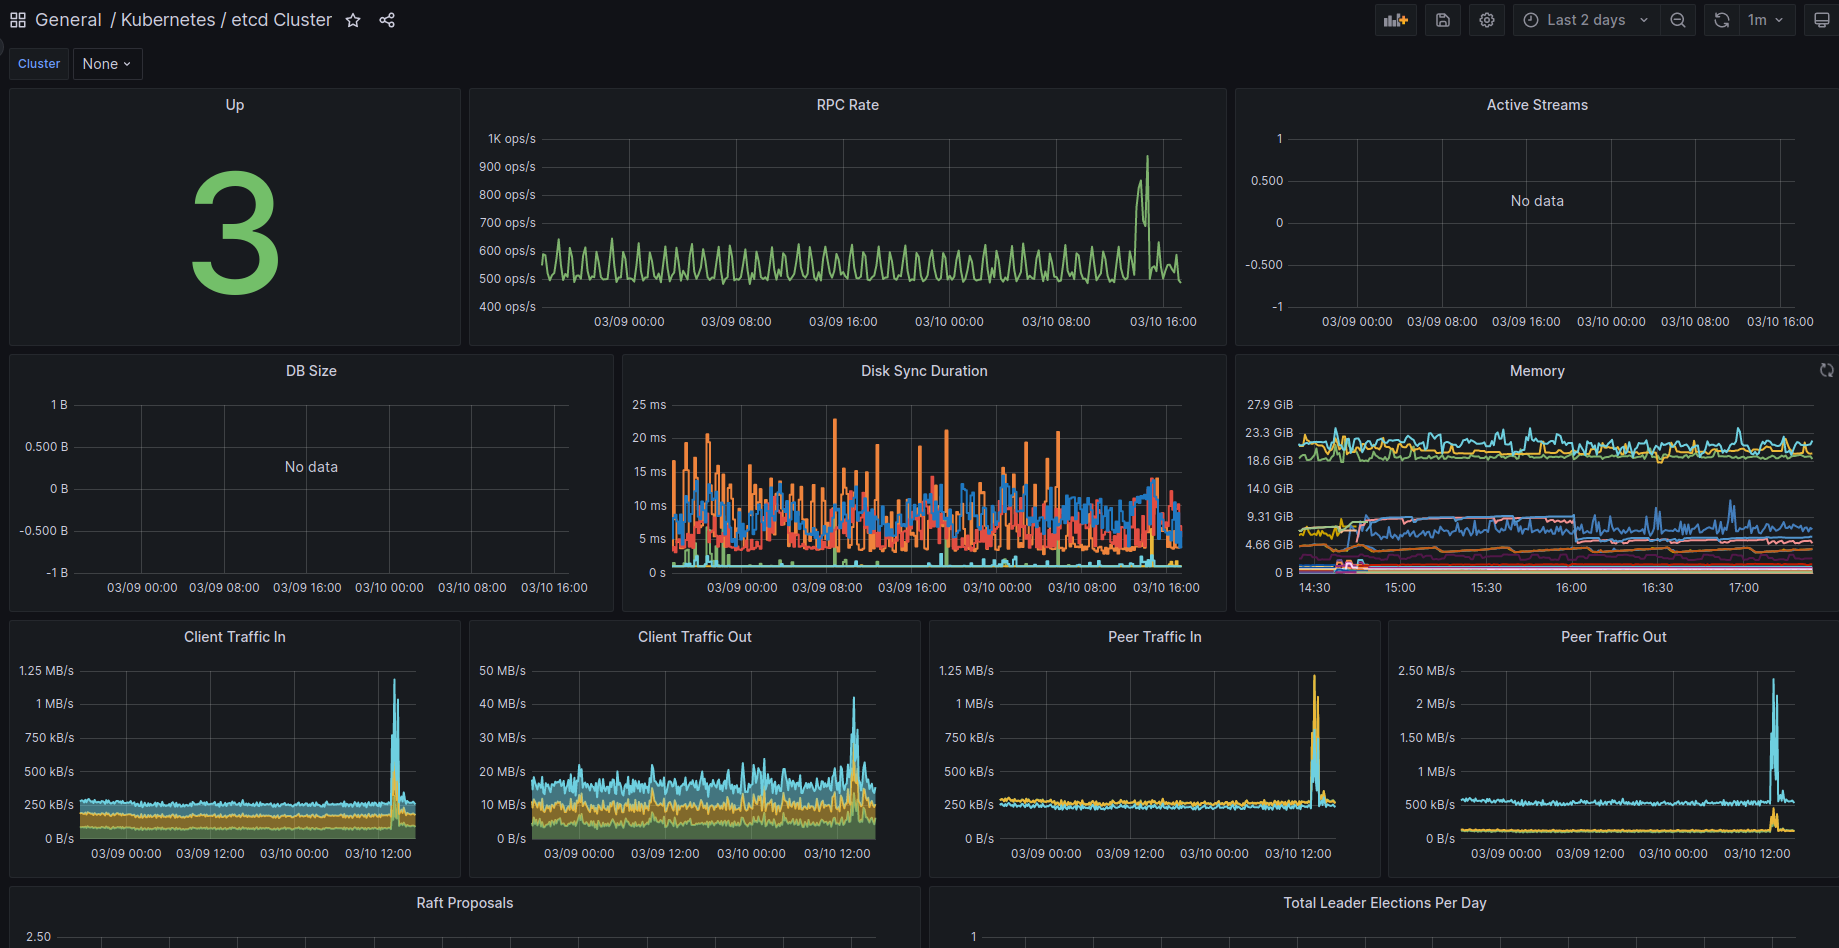 General / Kubernetes / etcd Cluster
Last 2 days
1m
Cluster
None
Up
3
RPC Rate
1K ops/s
900 ops/s
800 ops/s
700 ops/s
600 ops/s
500 ops/s
400 ops/s
03/09 00:00 03/09 08:00 03/09 16:00 03/10 00:00 03/10 08:00 03/10 16:00
Active Streams
1
0.500
0
-0.500
-1
No data
03/09 00:00 03/09 08:00 03/09 16:00 03/10 00:00 03/10 08:00 03/10 16:00
DB Size
1 B
0.500 B
0 B
-0.500 B
-1 B
No data
03/09 00:00 03/09 08:00 03/09 16:00 03/10 00:00 03/10 08:00 03/10 16:00
Disk Sync Duration
25 ms
20 ms
15 ms
10 ms
5 ms
0 s
03/09 00:00 03/09 08:00 03/09 16:00 03/10 00:00 03/10 08:00 03/10 16:00
Memory
27.9 GiB
23.3 GiB
18.6 GiB
14.0 GiB
9.31 GiB
4.66 GiB
0 B
14:30 15:00 15:30 16:00 16:30 17:00
Client Traffic In
1.25 MB/s
1 MB/s
750 kB/s
500 kB/s
250 kB/s
0 B/s
03/09 00:00 03/09 12:00 03/10 00:00 03/10 12:00
Client Traffic Out
50 MB/s
40 MB/s
30 MB/s
20 MB/s
10 MB/s
0 B/s
03/09 00:00 03/09 12:00 03/10 00:00 03/10 12:00
Peer Traffic In
1.25 MB/s
1 MB/s
750 kB/s
500 kB/s
250 kB/s
0 B/s
03/09 00:00 03/09 12:00 03/10 00:00 03/10 12:00
Peer Traffic Out
2.50 MB/s
2 MB/s
1.50 MB/s
1 MB/s
500 kB/s
0 B/s
03/09 00:00 03/09 12:00 03/10 00:00 03/10 12:00
Raft Proposals
2.50
Total Leader Elections Per Day
1